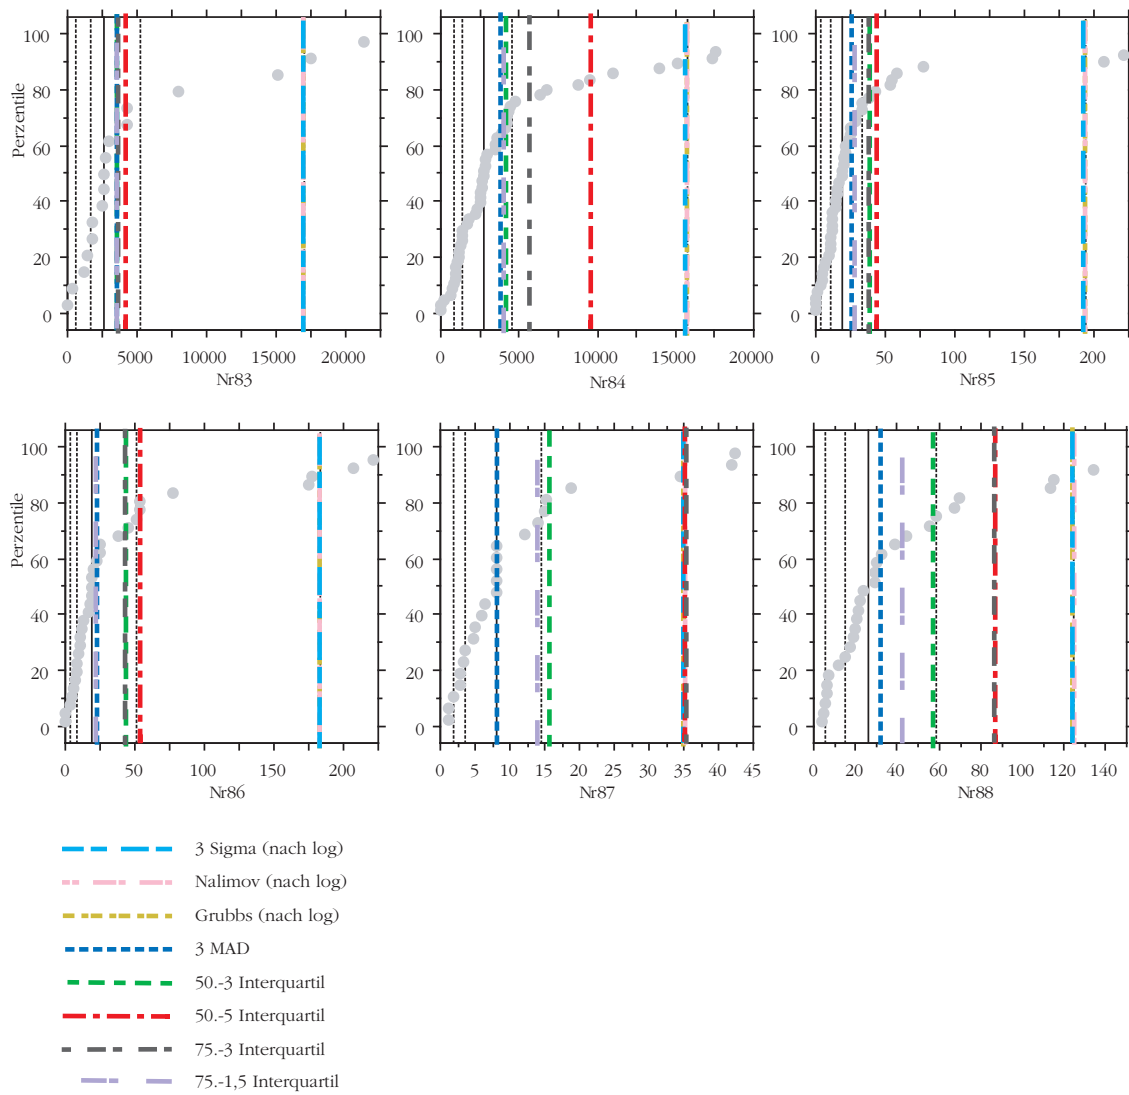 Perzentile
100
80
60
40
20
0
0 5000 10000 15000 20000
Nr83
100
80
60
40
20
0
0 5000 10000 15000 20000
Nr84
100
80
60
40
20
0
0 50 100 150 200
Nr85
Perzentile
100
80
60
40
20
0
0 50 100 150 200
Nr86
100
80
60
40
20
0
0 5 10 15 20 25 30 35 40 45
Nr87
100
80
60
40
20
0
0 20 40 60 80 100 120 140
Nr88
3 Sigma (nach log)
Nalimov (nach log)
Grubbs (nach log)
3 MAD
50.-3 Interquartil
50.-5 Interquartil
75.-3 Interquartil
75.-1,5 Interquartil